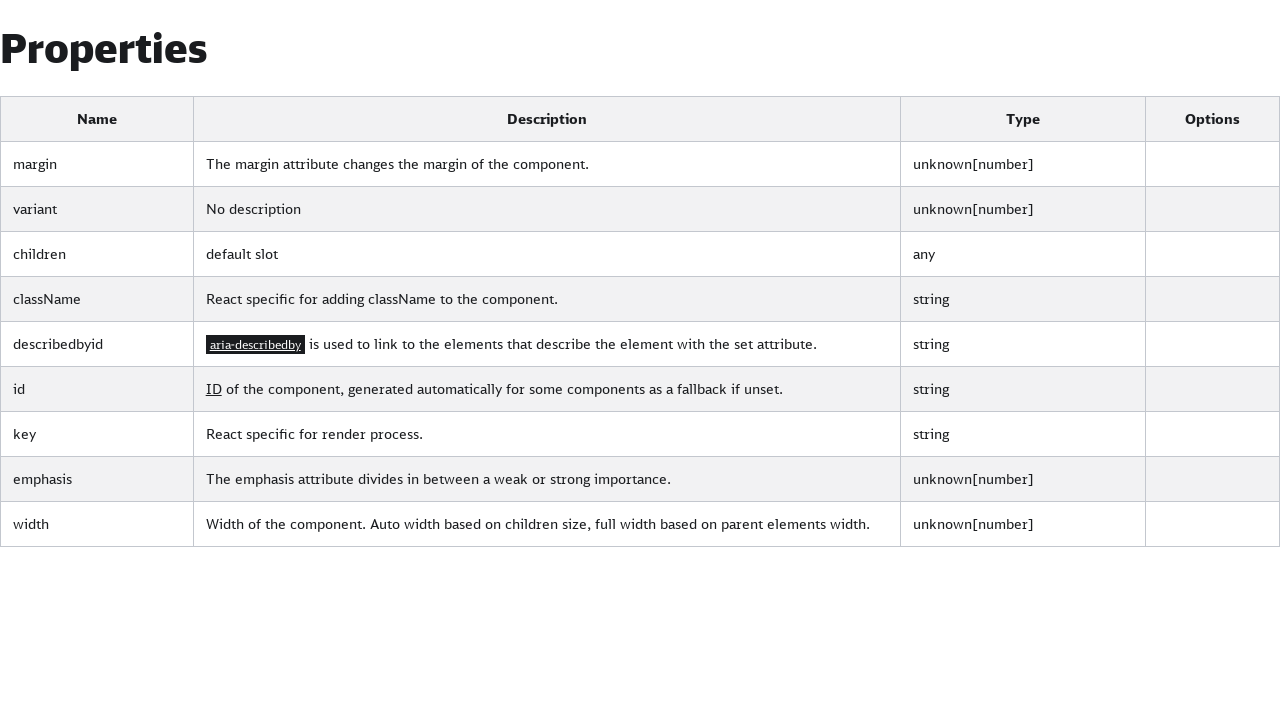 Properties
Name Description Type Options
margin The margin attribute changes the margin of the component. unknown[number]
variant No description unknown[number]
children default slot any
className React specific for adding className to the component. string
describedbyid aria-describedby is used to link to the elements that describe the element with the set attribute. string
id ID of the component, generated automatically for some components as a fallback if unset. string
key React specific for render process. string
emphasis The emphasis attribute divides in between a weak or strong importance. unknown[number]
width Width of the component. Auto width based on children size, full width based on parent elements width. unknown[number]